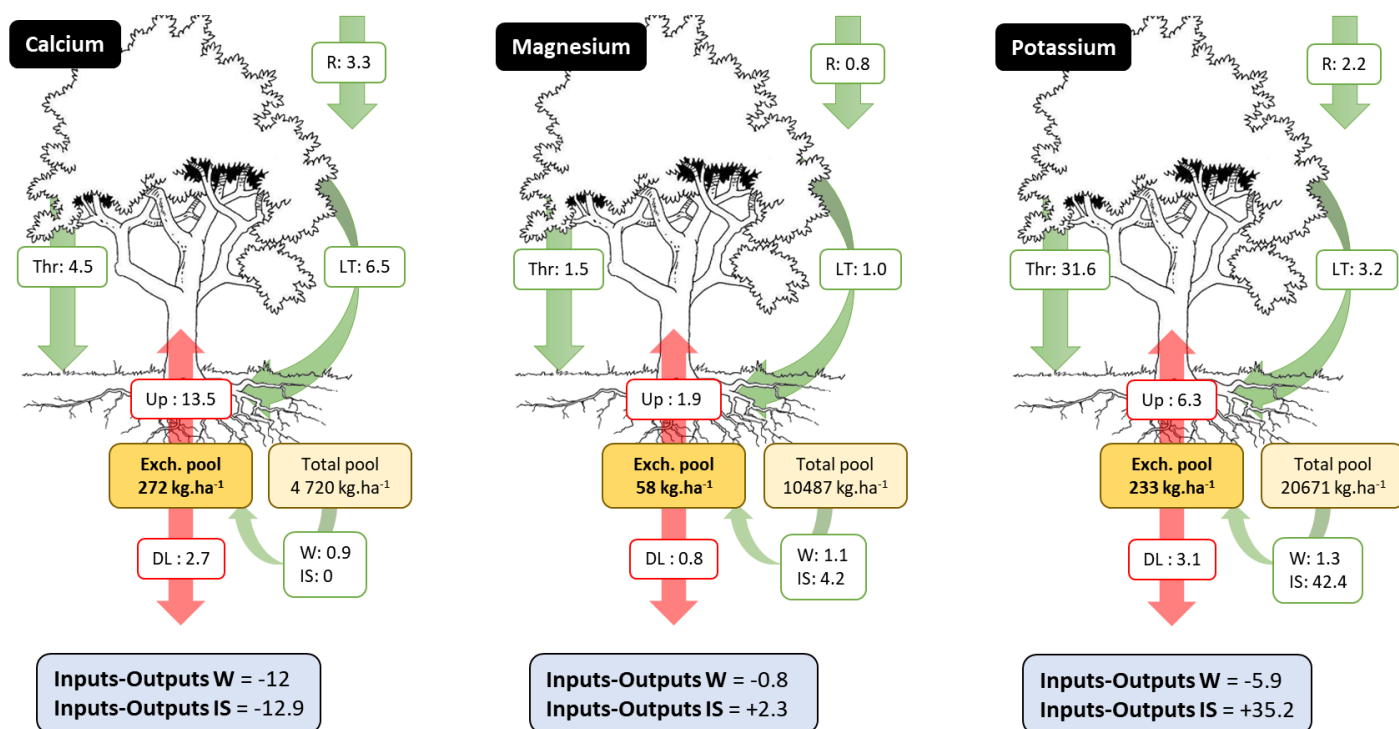 Calcium
R: 3.3
Thr: 4.5
LT: 6.5
Up : 13.5
Exch. pool
272 kg.ha⁻¹
Total pool
4 720 kg.ha⁻¹
DL : 2.7
W: 0.9
IS: 0
Inputs-Outputs W = -12
Inputs-Outputs IS = -12.9
Magnesium
R: 0.8
Thr: 1.5
LT: 1.0
Up : 1.9
Exch. pool
58 kg.ha⁻¹
Total pool
10487 kg.ha⁻¹
DL : 0.8
W: 1.1
IS: 4.2
Inputs-Outputs W = -0.8
Inputs-Outputs IS = +2.3
Potassium
R: 2.2
Thr: 31.6
LT: 3.2
Up : 6.3
Exch. pool
233 kg.ha⁻¹
Total pool
20671 kg.ha⁻¹
DL : 3.1
W: 1.3
IS: 42.4
Inputs-Outputs W = -5.9
Inputs-Outputs IS = +35.2